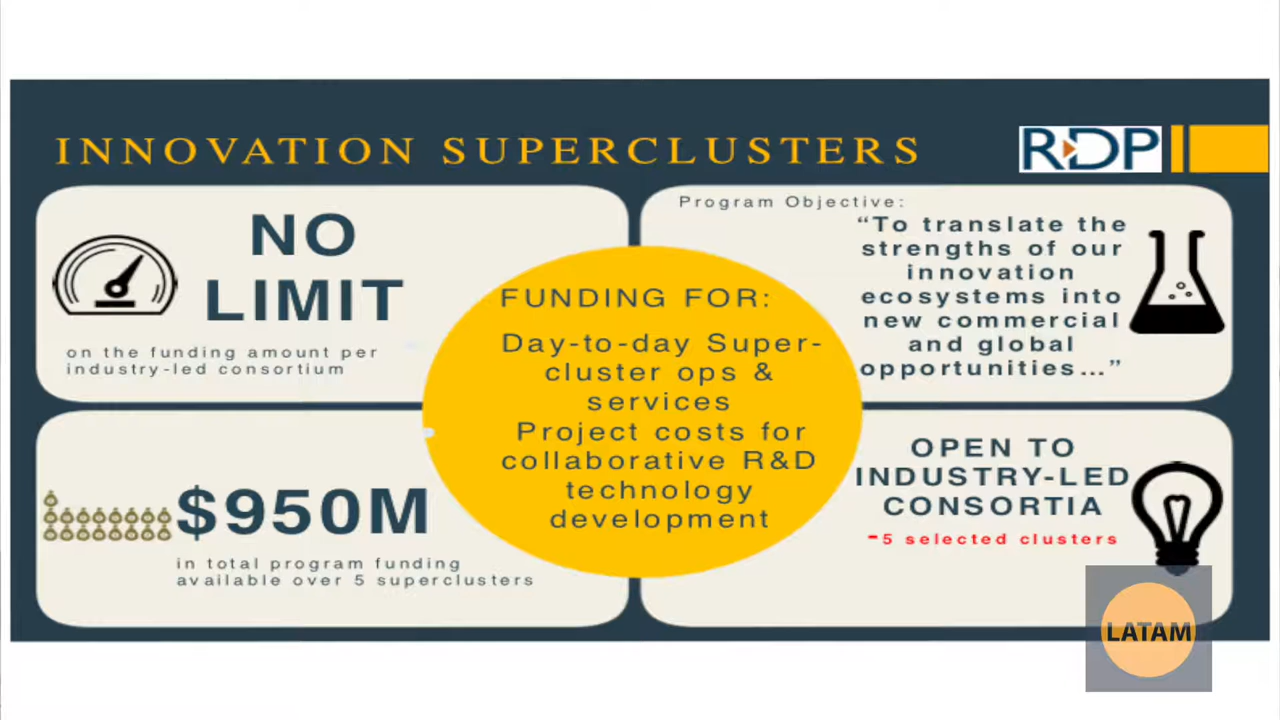 INNOVATION SUPERCLUSTERS
RDP
NO
LIMIT
on the funding amount per
industry-led consortium
Program Objective:
“To translate the
strengths of our
innovation
ecosystems into
new commercial
and global
opportunities…”
FUNDING FOR:
Day-to-day Super-
cluster ops &
services
Project costs for
collaborative R&D
technology
development
$950M
in total program funding
available over 5 superclusters
OPEN TO
INDUSTRY-LED
CONSORTIA
-5 selected clusters
LATAM